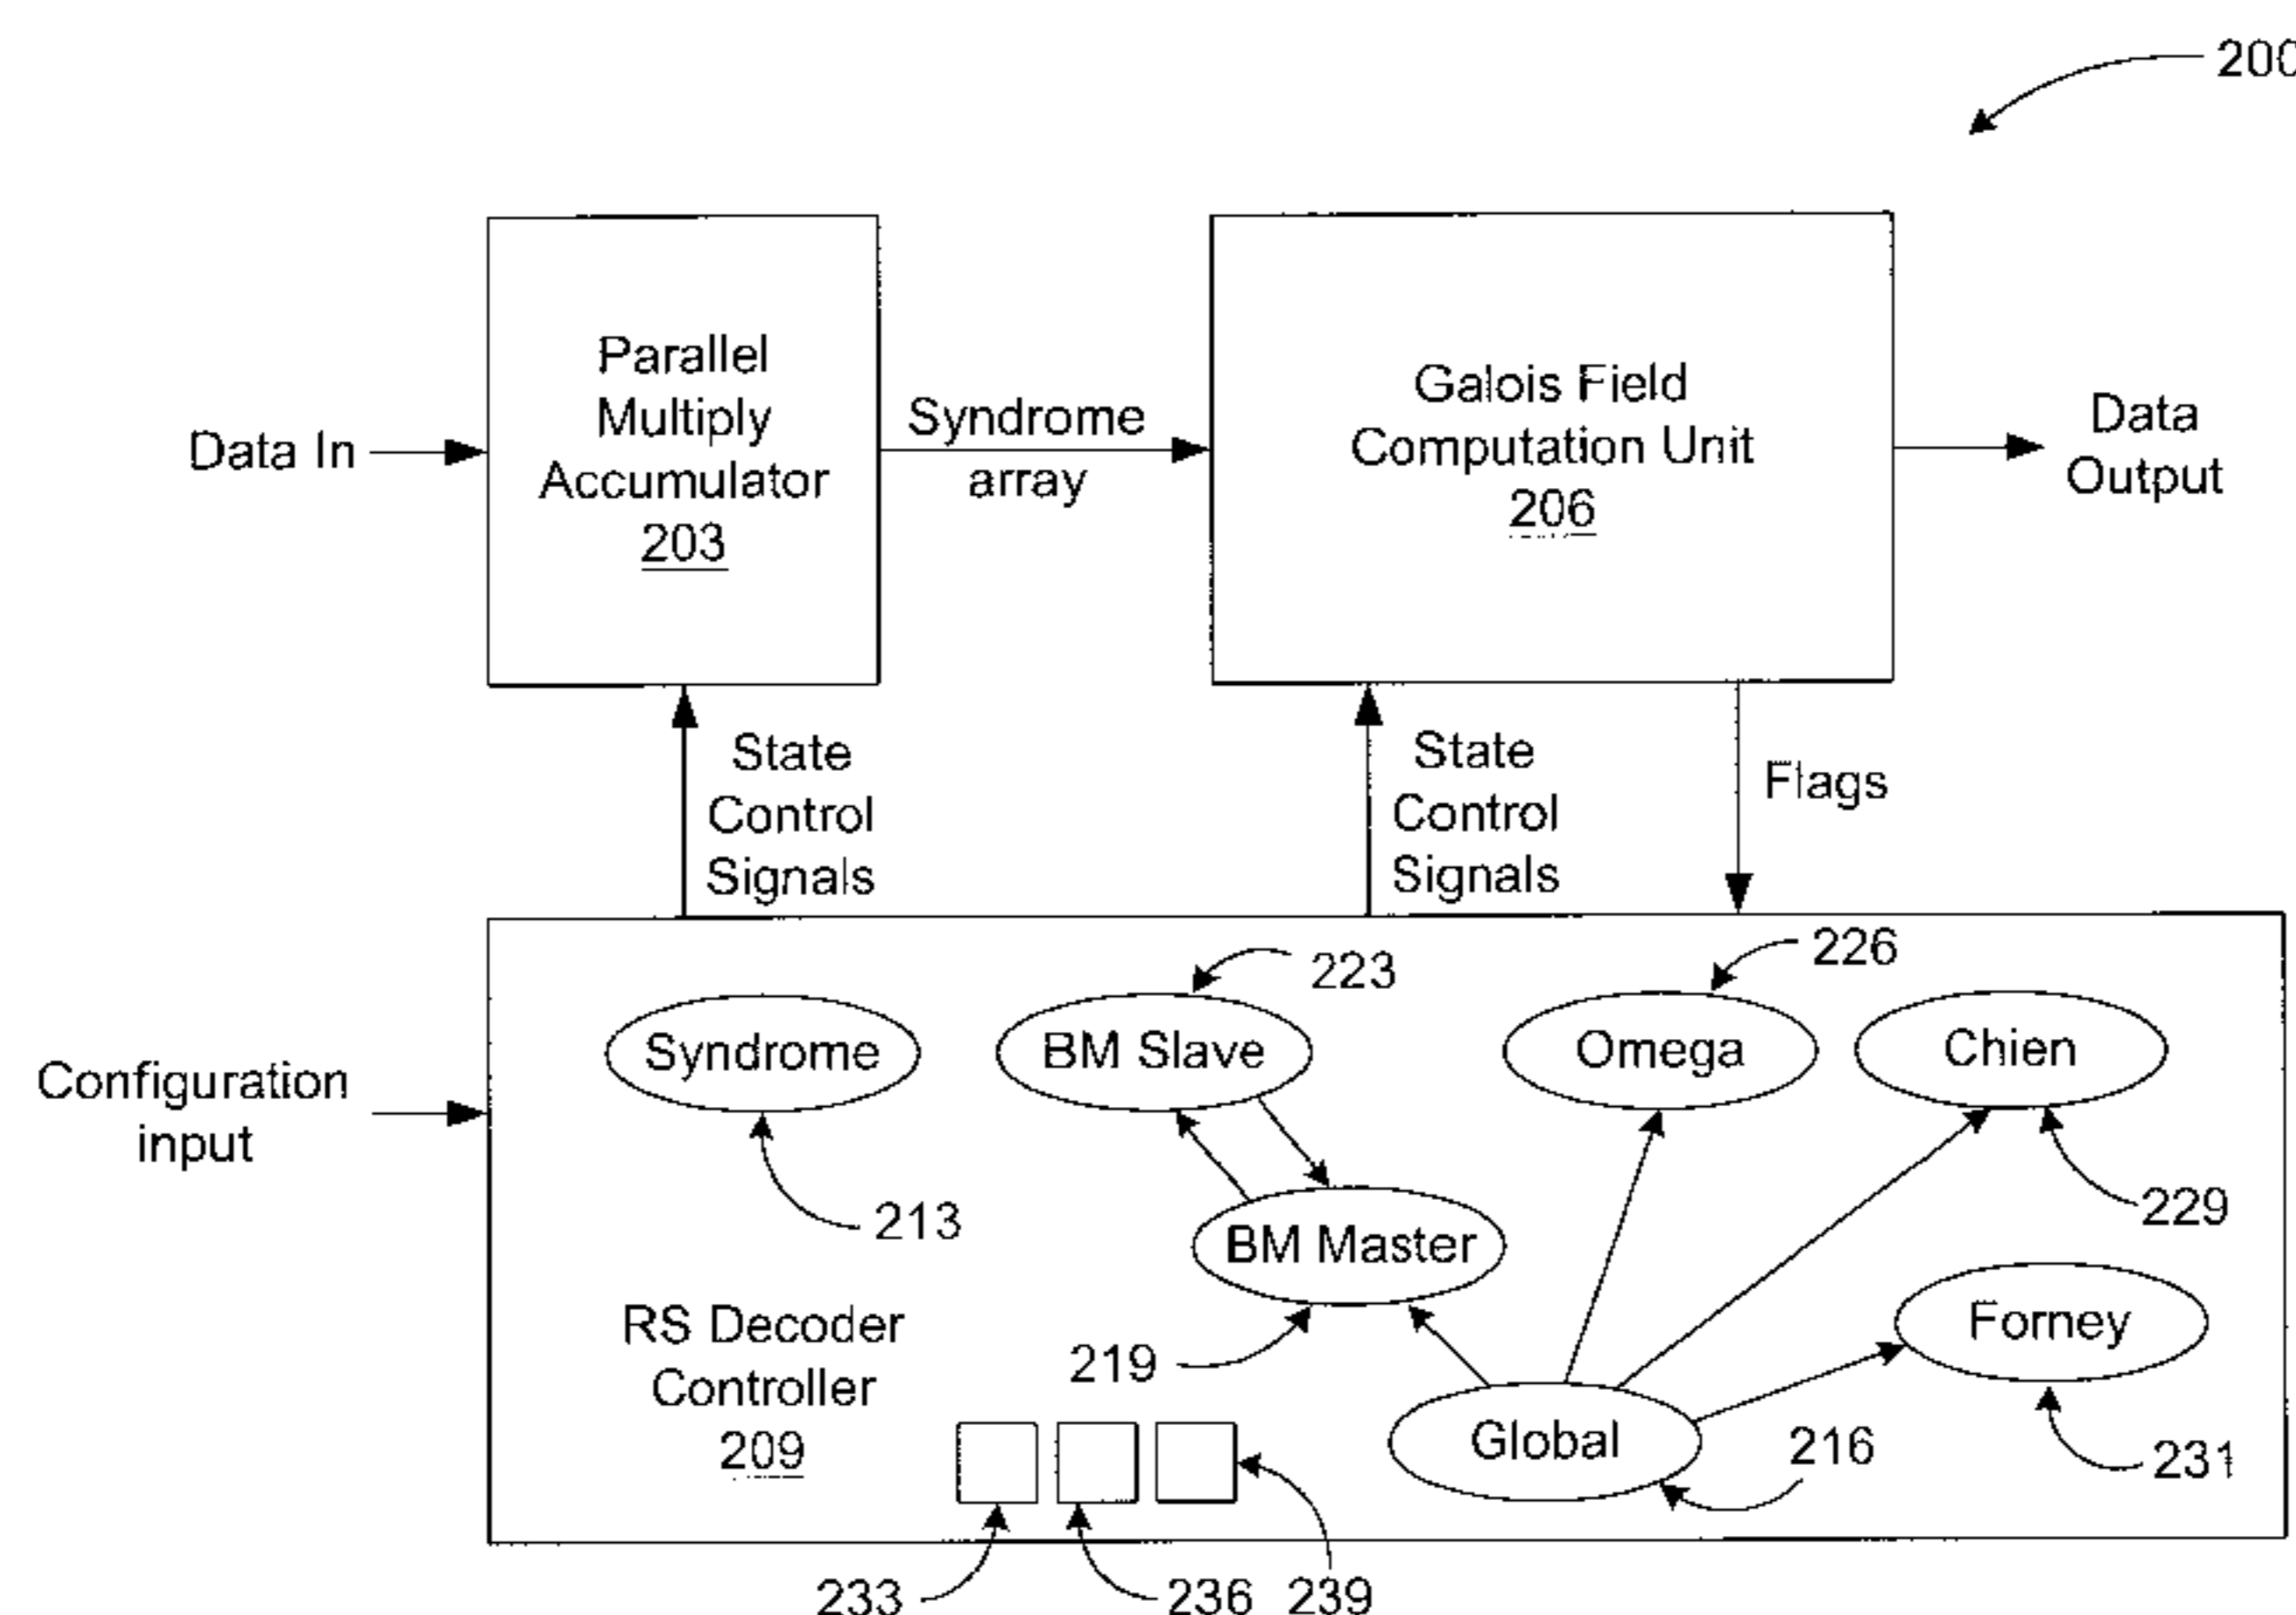 200
Parallel
Multiply
Accumulator
203
Galois Field
Computation Unit
206
Data In
Syndrome
array
Data
Output
State
Control
Signals
State
Control
Signals
Flags
223
226
Syndrome
BM Slave
Omega
Chien
Configuration
input
213
229
BM Master
RS Decoder
Controller
209
219
Forney
Global
216
231
233
236
239